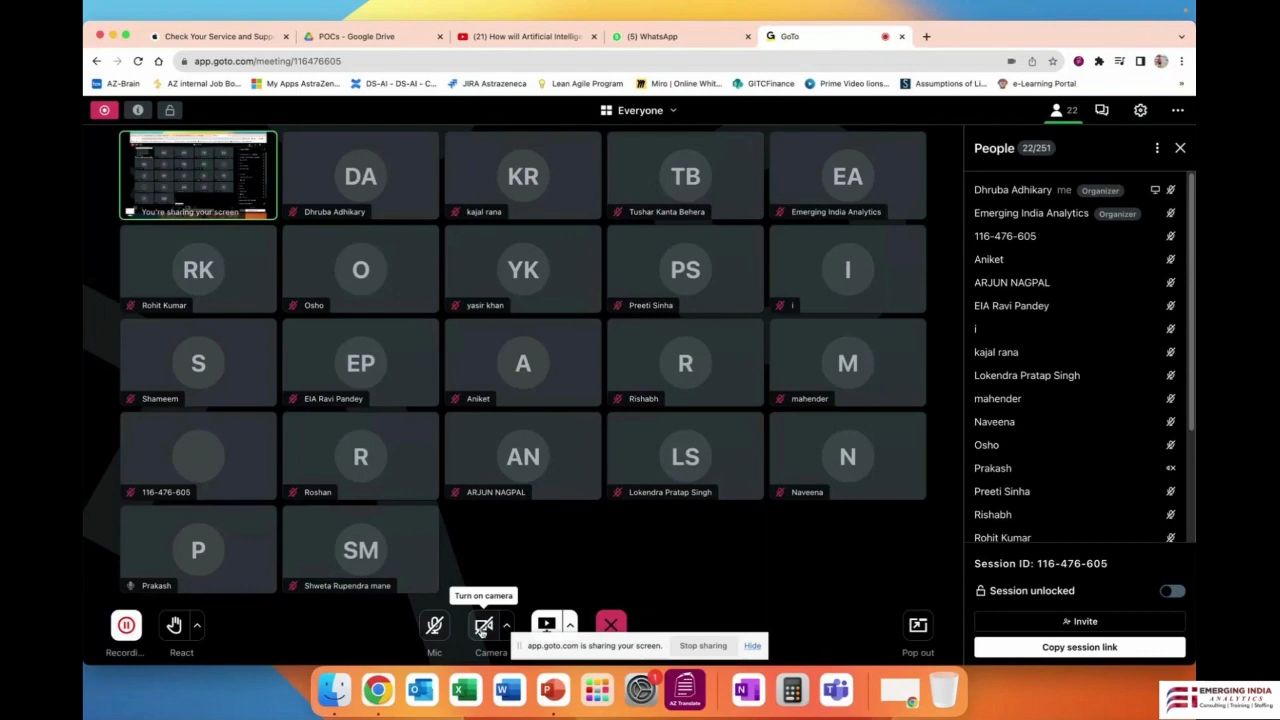 Check Your Service and Supp
POCs - Google Drive
(21) How will Artificial Intellig
(5) WhatsApp
GoTo
app.goto.com/meeting/116476605
AZ-Brain
AZ internal Job Bo...
My Apps AstraZen...
DS-AI - DS-AI - C...
JIRA Astrazeneca
Lean Agile Program
Miro | Online Whit...
GITCFinance
Prime Video lions...
Assumptions of Li...
e-Learning Portal
Everyone
22
People 22/251
You're sharing your screen
DA
Dhruba Adhikary
KR
kajal rana
TB
Tushar Kanta Behera
EA
Emerging India Analytics
RK
Rohit Kumar
O
Osho
YK
yasir khan
PS
Preeti Sinha
I
i
S
Shameem
EP
EIA Ravi Pandey
A
Aniket
R
Rishabh
M
mahender
116-476-605
R
Roshan
AN
ARJUN NAGPAL
LS
Lokendra Pratap Singh
N
Naveena
P
Prakash
SM
Shweta Rupendra mane
Dhruba Adhikary me Organizer
Emerging India Analytics Organizer
116-476-605
Aniket
ARJUN NAGPAL
EIA Ravi Pandey
i
kajal rana
Lokendra Pratap Singh
mahender
Naveena
Osho
Prakash
Preeti Sinha
Rishabh
Rohit Kumar
Session ID: 116-476-605
Session unlocked
Invite
Copy session link
Turn on camera
Recordi...
React
Mic
Camera
app.goto.com is sharing your screen.
Stop sharing
Hide
Pop out
1
AZ Translate
EMERGING INDIA
ANALYTICS
Consulting | Training | Staffing